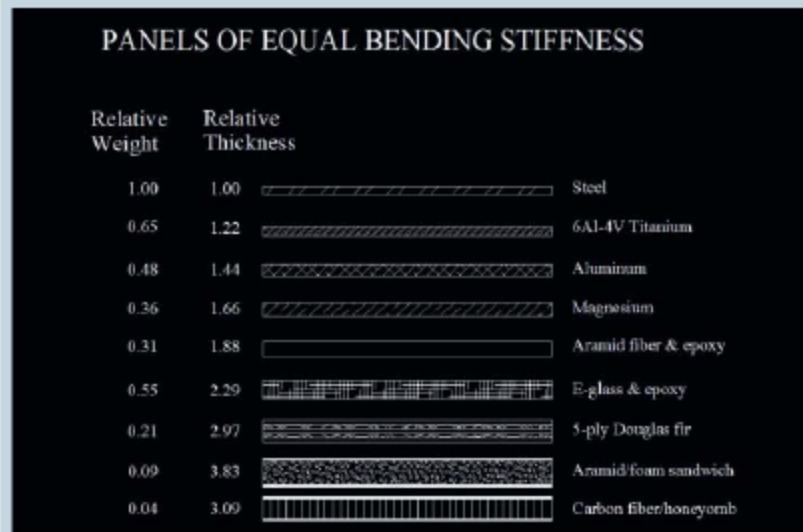 PANELS OF EQUAL BENDING STIFFNESS
Relative Weight Relative Thickness
1.00 1.00 Steel
0.65 1.22 6Al-4V Titanium
0.48 1.44 Aluminum
0.36 1.66 Magnesium
0.31 1.88 Aramid fiber & epoxy
0.55 2.29 E-glass & epoxy
0.21 2.97 5-ply Douglas fir
0.09 3.83 Aramid/foam sandwich
0.04 3.09 Carbon fiber/honeyomb